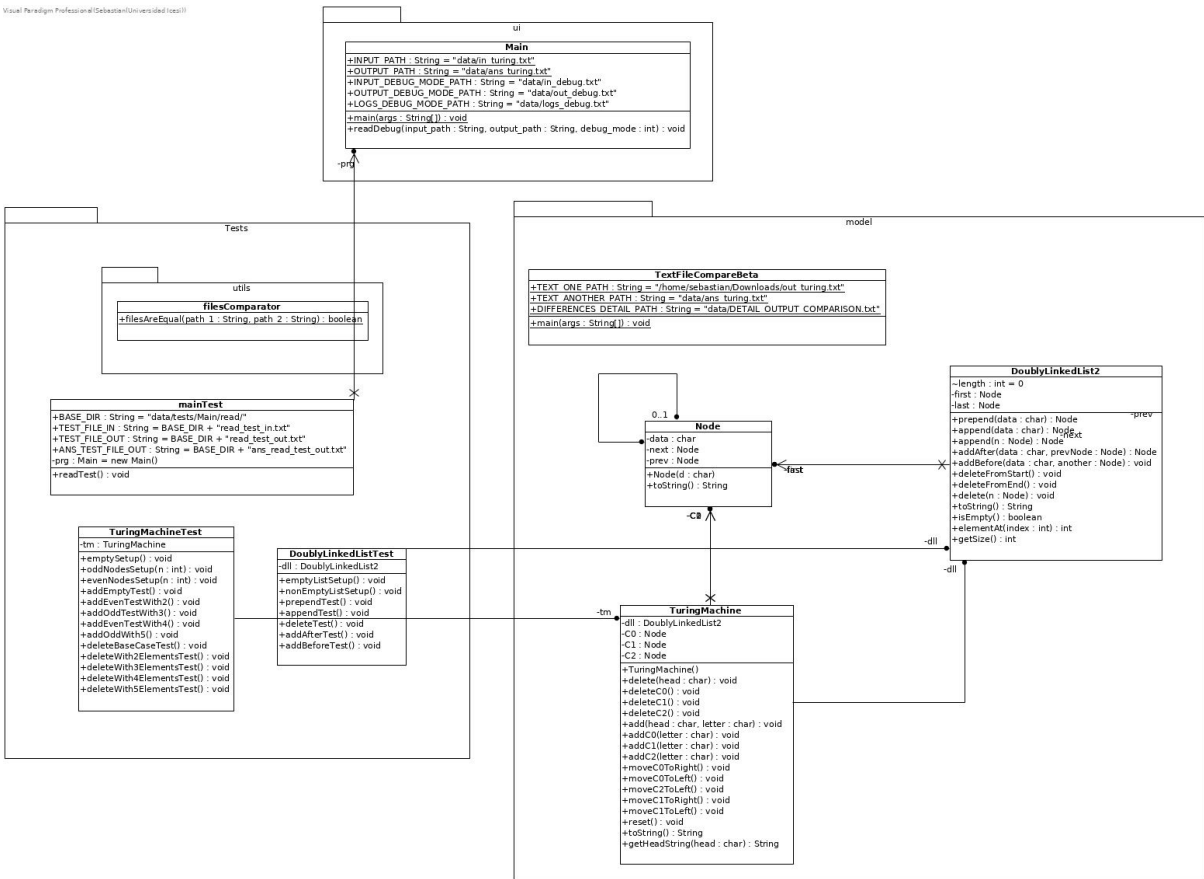 Visual Paradigm Professional(Sebastian(Universidad Icesi))
ui
Main
+INPUT_PATH : String = "data/in_turing.txt"
+OUTPUT_PATH : String = "data/ans_turing.txt"
+INPUT_DEBUG_MODE_PATH : String = "data/in_debug.txt"
+OUTPUT_DEBUG_MODE_PATH : String = "data/out_debug.txt"
+LOGS_DEBUG_MODE_PATH : String = "data/logs_debug.txt"
+main(args : String[]) : void
+readDebug(input_path : String, output_path : String, debug_mode : int) : void
-prg
Tests
utils
filesComparator
+filesAreEqual(path_1 : String, path_2 : String) : boolean
mainTest
+BASE_DIR : String = "data/tests/Main/read/"
+TEST_FILE_IN : String = BASE_DIR + "read_test_in.txt"
+TEST_FILE_OUT : String = BASE_DIR + "read_test_out.txt"
+ANS_TEST_FILE_OUT : String = BASE_DIR + "ans_read_test_out.txt"
-prg : Main = new Main()
+readTest() : void
TuringMachineTest
-tm : TuringMachine
+emptySetup() : void
+oddNodesSetup(n : int) : void
+evenNodesSetup(n : int) : void
+addEmptyTest() : void
+addEvenTestWith2() : void
+addOddTestWith3() : void
+addEvenTestWith4() : void
+addOddWith5() : void
+deleteBaseCaseTest() : void
+deleteWith2ElementsTest() : void
+deleteWith3ElementsTest() : void
+deleteWith4ElementsTest() : void
+deleteWith5ElementsTest() : void
DoublyLinkedListTest
-dll : DoublyLinkedList2
+emptyListSetup() : void
+nonEmptyListSetup() : void
+prependTest() : void
+appendTest() : void
+deleteTest() : void
+addAfterTest() : void
+addBeforeTest() : void
model
TextFileCompareBeta
+TEXT_ONE_PATH : String = "/home/sebastian/Downloads/out_turing.txt"
+TEXT_ANOTHER_PATH : String = "data/ans_turing.txt"
+DIFFERENCES_DETAIL_PATH : String = "data/DETAIL_OUTPUT_COMPARISON.txt"
+main(args : String[]) : void
0..1
Node
-data : char
-next : Node
-prev : Node
+Node(d : char)
+toString() : String
DoublyLinkedList2
~length : int = 0
-first : Node
-last : Node
-prev
+prepend(data : char) : Node
+append(data : char) : Node
-next
+append(n : Node) : Node
+addAfter(data : char, prevNode : Node) : Node
+addBefore(data : char, another : Node) : void
+deleteFromStart() : void
+deleteFromEnd() : void
+delete(n : Node) : void
+toString() : String
+isEmpty() : boolean
+elementAt(index : int) : int
+getSize() : int
-dll
-dll
-tm
TuringMachine
-dll : DoublyLinkedList2
-C0 : Node
-C1 : Node
-C2 : Node
+TuringMachine()
+delete(head : char) : void
+deleteC0() : void
+deleteC1() : void
+deleteC2() : void
+add(head : char, letter : char) : void
+addC0(letter : char) : void
+addC1(letter : char) : void
+addC2(letter : char) : void
+moveC0ToRight() : void
+moveC0ToLeft() : void
+moveC2ToLeft() : void
+moveC1ToRight() : void
+moveC1ToLeft() : void
+reset() : void
+toString() : String
+getHeadString(head : char) : String